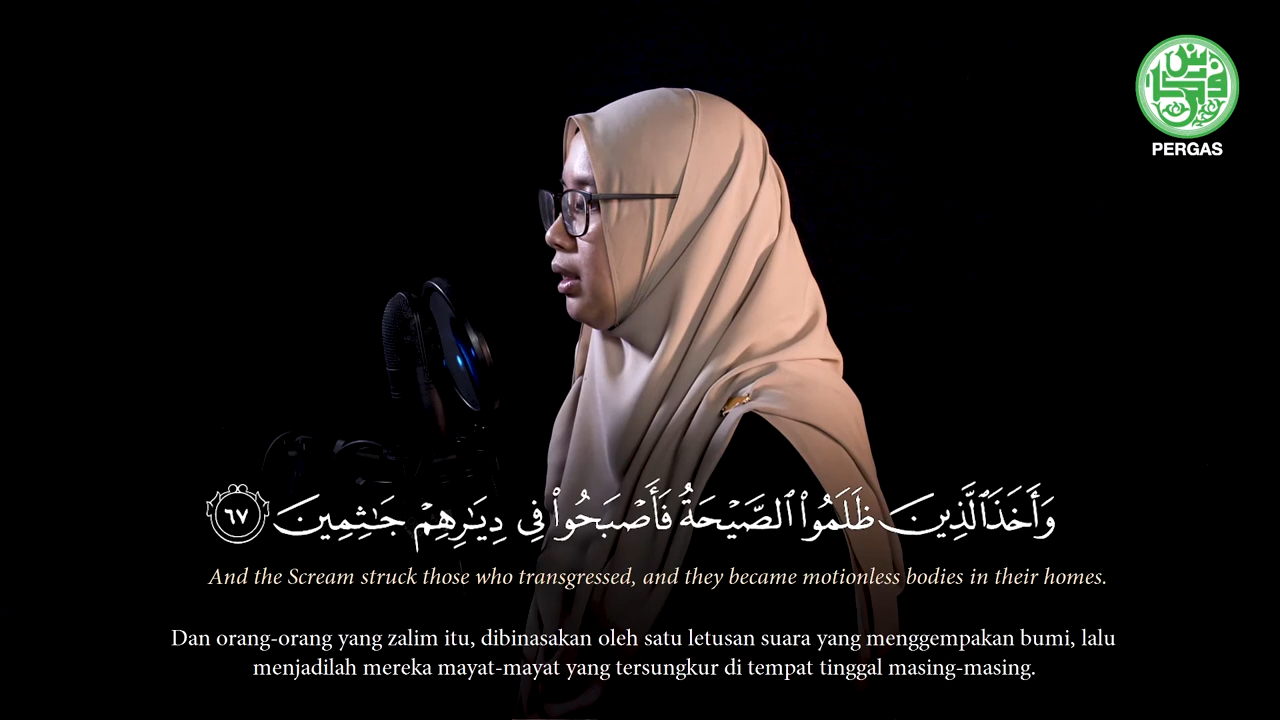 PERGAS
وَأَخَذَ ٱلَّذِينَ ظَلَمُوا۟ ٱلصَّيْحَةُ فَأَصْبَحُوا۟ فِى دِيَـٰرِهِمْ جَـٰثِمِينَ ٦٧
And the Scream struck those who transgressed, and they became motionless bodies in their homes.
Dan orang-orang yang zalim itu, dibinasakan oleh satu letusan suara yang menggempakan bumi, lalu
menjadilah mereka mayat-mayat yang tersungkur di tempat tinggal masing-masing.